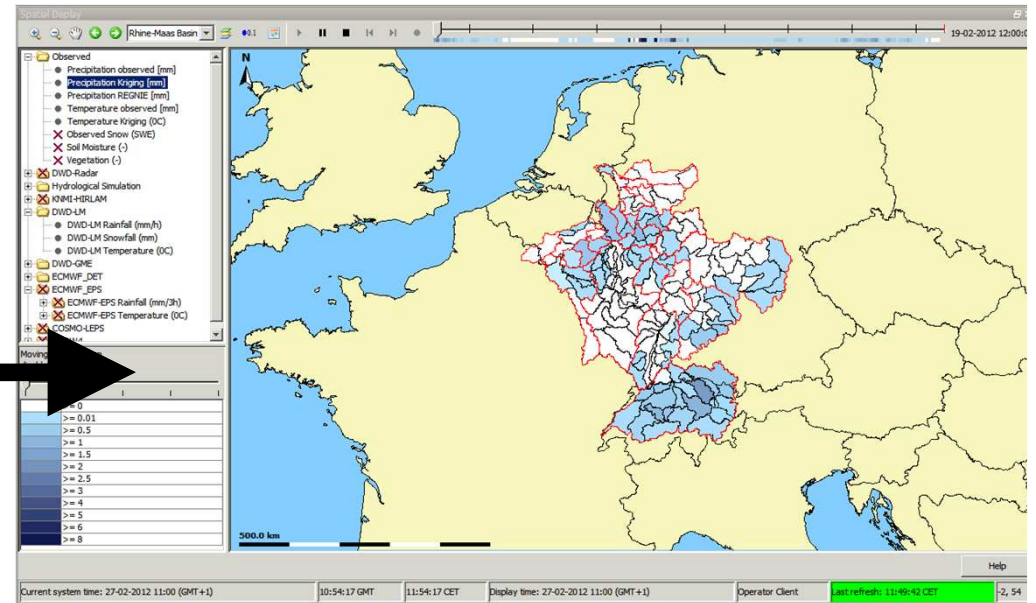 Spatial Display
Rhine-Maas Basin
0.1
19-02-2012 12:00:0
Observed
Precipitation observed [mm]
Precipitation Kriging [mm]
Precipitation REGNIE [mm]
Temperature observed [mm]
Temperature Kriging (0C)
Observed Snow (SWE)
Soil Moisture (-)
Vegetation (-)
DWD-Radar
Hydrological Simulation
KNMI-HIRLAM
DWD-LM
DWD-LM Rainfall (mm/h)
DWD-LM Snowfall (mm)
DWD-LM Temperature (0C)
DWD-GME
ECMWF_DET
ECMWF_EPS
ECMWF-EPS Rainfall (mm/3h)
ECMWF-EPS Temperature (0C)
COSMO-LEPS
Moving
>= 0
>= 0.01
>= 0.5
>= 1
>= 1.5
>= 2
>= 2.5
>= 3
>= 4
>= 5
>= 6
>= 8
N
500.0 km
Help
Current system time: 27-02-2012 11:00 (GMT+1)
10:54:17 GMT
11:54:17 CET
Display time: 27-02-2012 11:00 (GMT+1)
Operator Client
Last refresh: 11:49:42 CET
-2, 54